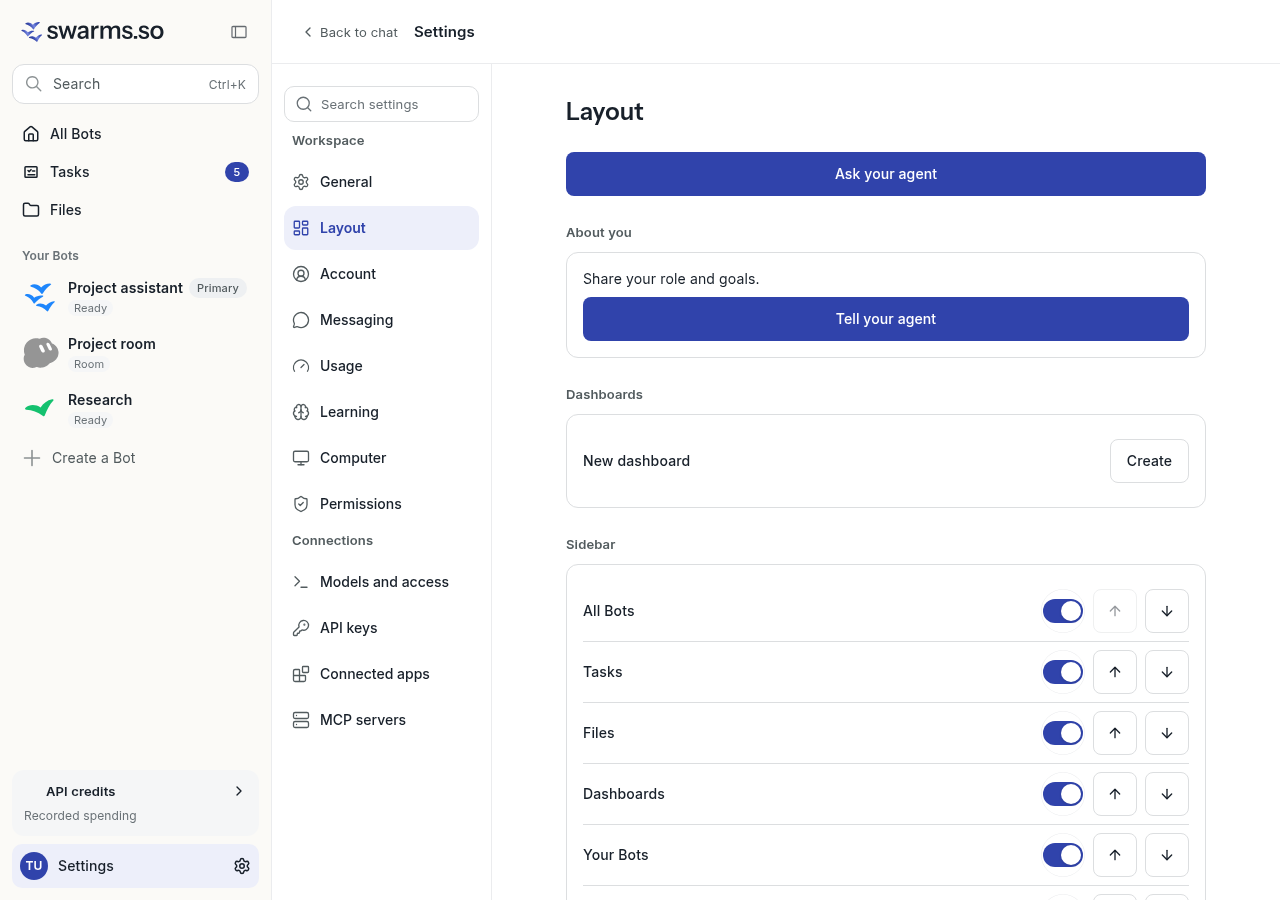 swarms.so
Search Ctrl+K
All Bots
Tasks 5
Files
Your Bots
Project assistant Primary
Ready
Project room
Room
Research
Ready
Create a Bot
API credits
Recorded spending
TU Settings
Back to chat Settings
Search settings
Workspace
General
Layout
Account
Messaging
Usage
Learning
Computer
Permissions
Connections
Models and access
API keys
Connected apps
MCP servers
Layout
Ask your agent
About you
Share your role and goals.
Tell your agent
Dashboards
New dashboard Create
Sidebar
All Bots
Tasks
Files
Dashboards
Your Bots